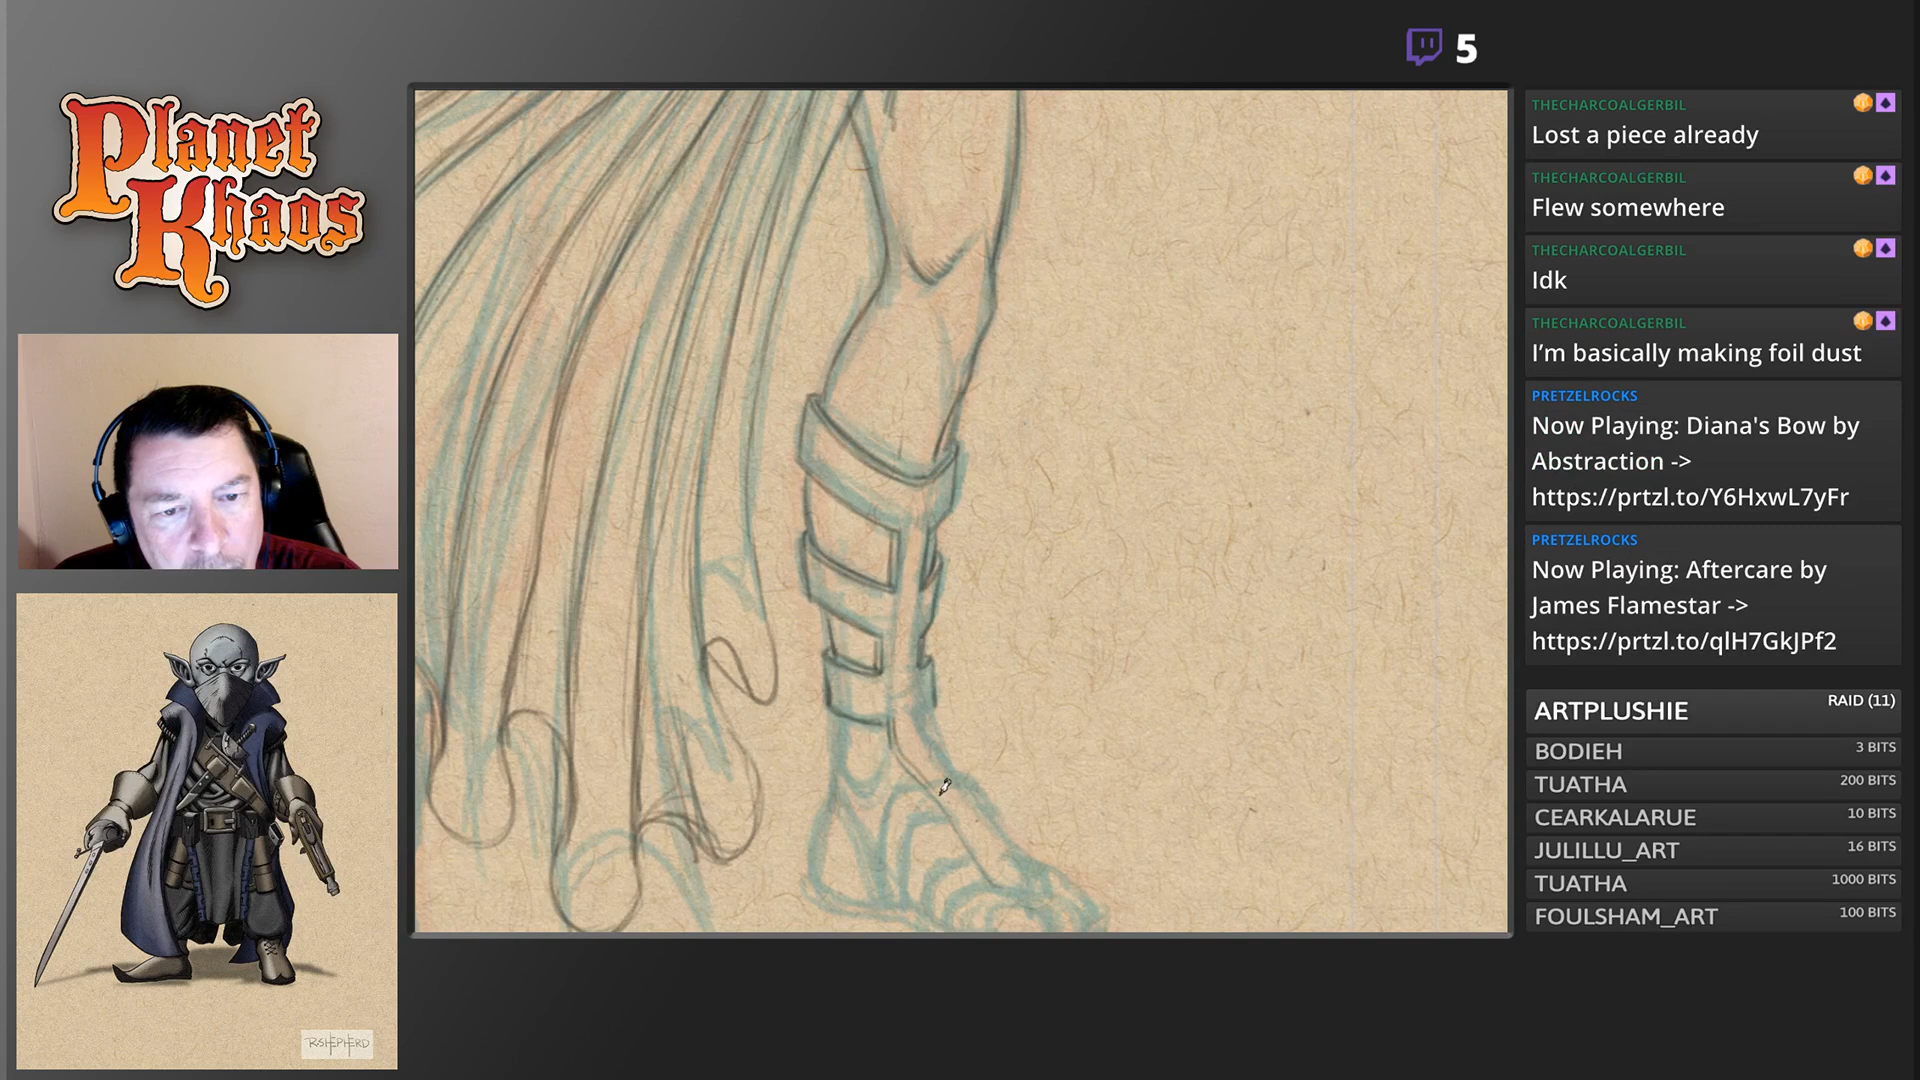 Planet
Khaos
5
THECHARCOALGERBIL
Lost a piece already
THECHARCOALGERBIL
Flew somewhere
THECHARCOALGERBIL
Idk
THECHARCOALGERBIL
I'm basically making foil dust
PRETZELROCKS
Now Playing: Diana's Bow by
Abstraction ->
https://prtzl.to/Y6HxwL7yFr
PRETZELROCKS
Now Playing: Aftercare by
James Flamestar ->
https://prtzl.to/qlH7GkJPf2
ARTPLUSHIE RAID (11)
BODIEH 3 BITS
TUATHA 200 BITS
CEARKALARUE 10 BITS
JULILLU_ART 16 BITS
TUATHA 1000 BITS
FOULSHAM_ART 100 BITS
RSHEPHERD